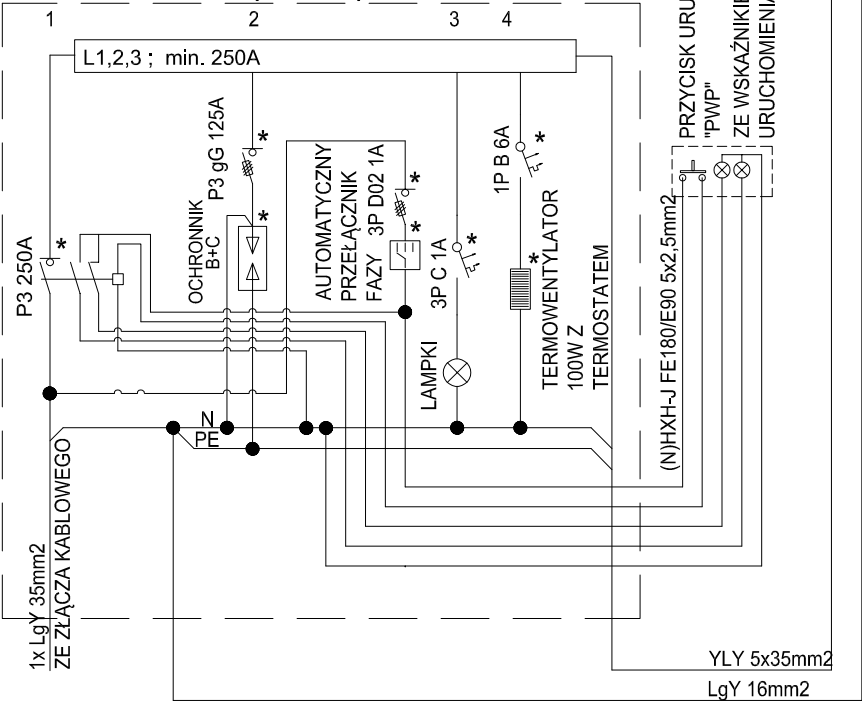 1
2
3
4
L1,2,3 ; min. 250A
P3 250A
*
P3 gG 125A
*
OCHRONNIK
B+C
*
AUTOMATYCZNY
PRZEŁĄCZNIK
FAZY
3P D02 1A
*
*
3P C 1A
*
LAMPKI
1P B 6A
*
*
TERMOWENTYLATOR
100W Z
TERMOSTATEM
PRZYCISK URU
"PWP"
ZE WSKAŹNIKIE
URUCHOMIENIA
(N)HXH-J FE180/E90 5x2,5mm2
N
PE
1x LgY 35mm2
ZE ZŁĄCZA KABLOWEGO
YLY 5x35mm2
LgY 16mm2